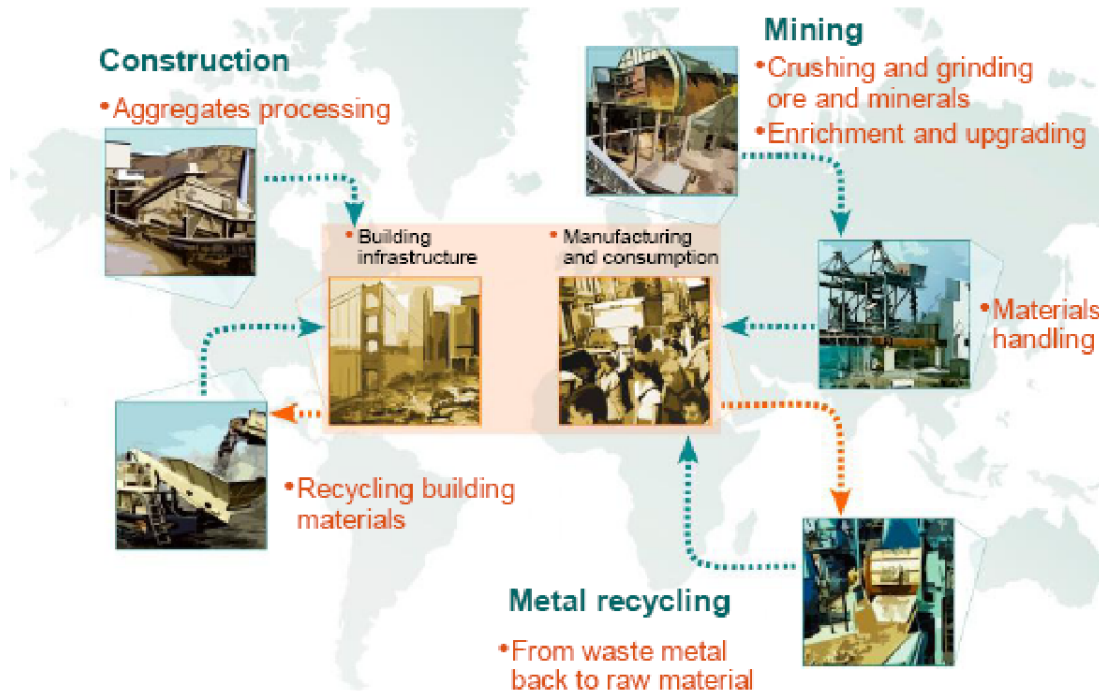 Construction
•Aggregates processing
Mining
•Crushing and grinding
ore and minerals
•Enrichment and upgrading
•Building
infrastructure
•Manufacturing
and consumption
•Materials
handling
•Recycling building
materials
Metal recycling
•From waste metal
back to raw material